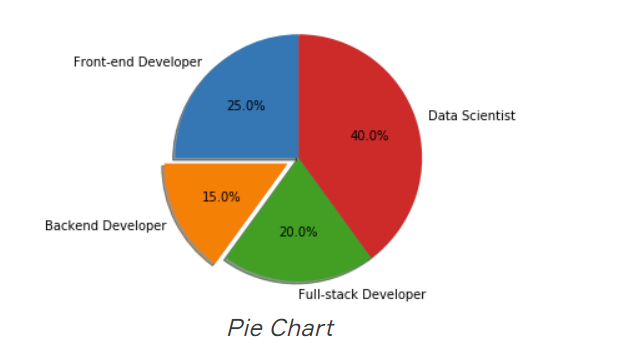 Front-end Developer
25.0%
Data Scientist
40.0%
15.0%
Backend Developer
20.0%
Full-stack Developer
Pie Chart